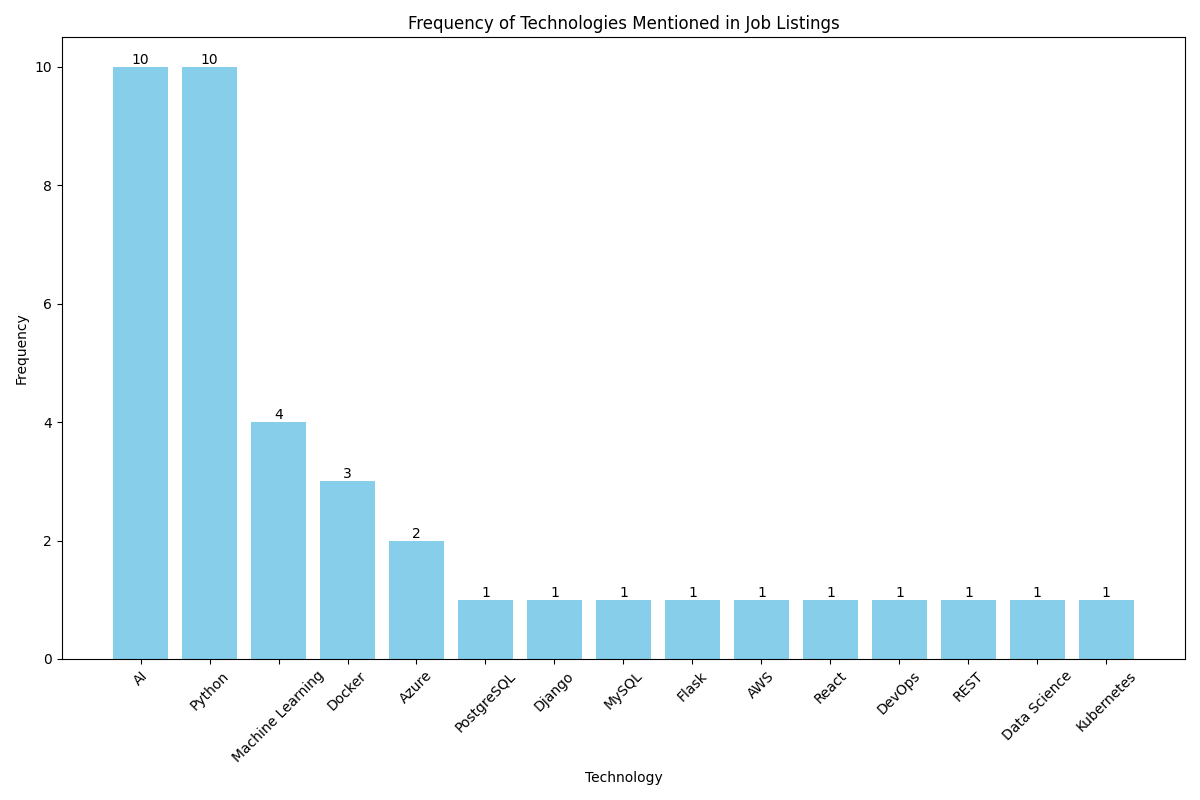 Frequency of Technologies Mentioned in Job Listings
10
8
6
4
2
0
Frequency
10
10
4
3
2
1
1
1
1
1
1
1
1
1
1
AI
Python
Machine Learning
Docker
Azure
PostgreSQL
Django
MySQL
Flask
AWS
React
DevOps
REST
Data Science
Kubernetes
Technology